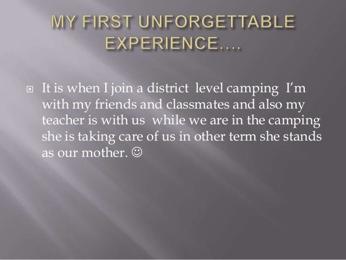 MY FIRST UNFORGETTABLE
EXPERIENCE….
It is when I join a district level camping I'm
with my friends and classmates and also my
teacher is with us while we are in the camping
she is taking care of us in other term she stands
as our mother. ☺